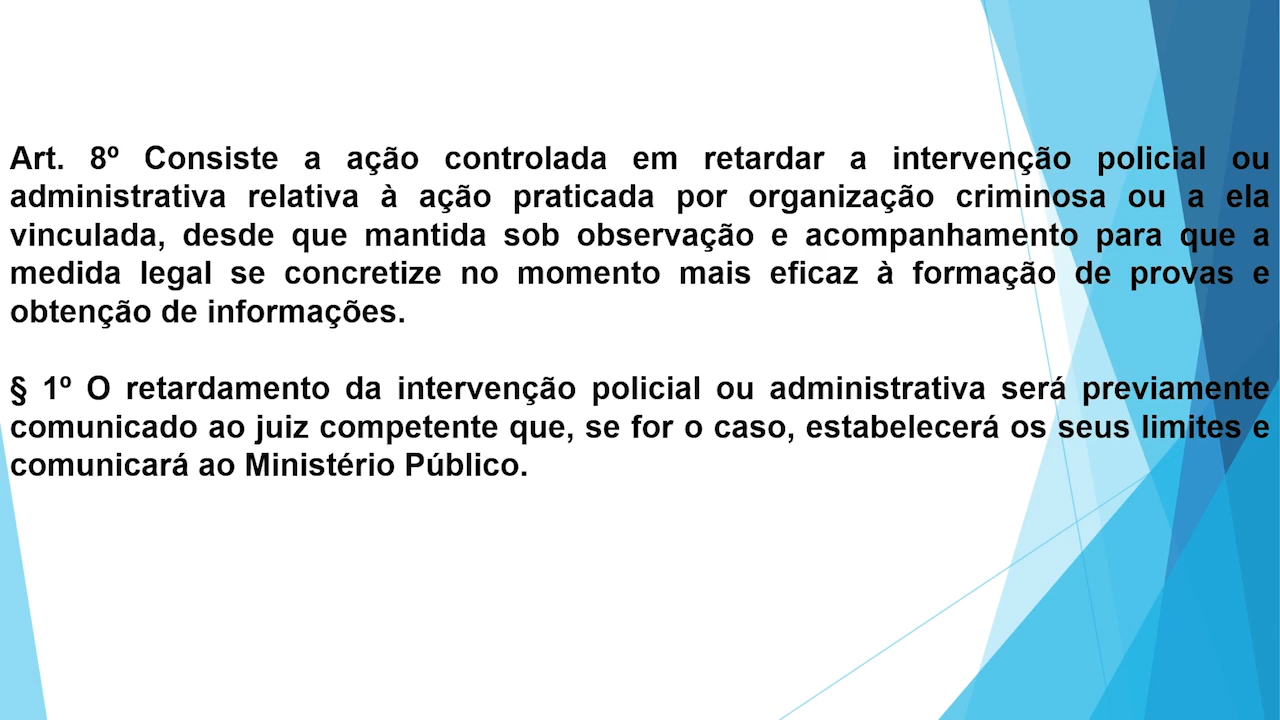 Art. 8º Consiste a ação controlada em retardar a intervenção policial ou
administrativa relativa à ação praticada por organização criminosa ou a ela
vinculada, desde que mantida sob observação e acompanhamento para que a
medida legal se concretize no momento mais eficaz à formação de provas e
obtenção de informações.
§ 1º O retardamento da intervenção policial ou administrativa será previamente
comunicado ao juiz competente que, se for o caso, estabelecerá os seus limites e
comunicará ao Ministério Público.